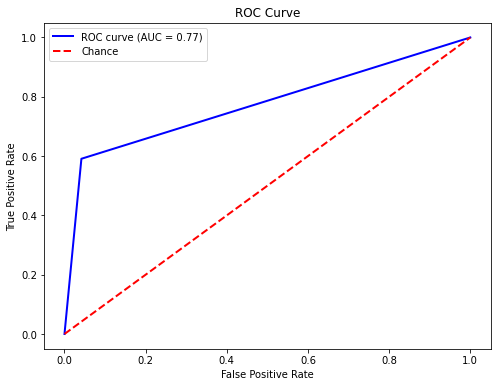 ROC Curve
ROC curve (AUC = 0.77)
Chance
True Positive Rate
1.0
0.8
0.6
0.4
0.2
0.0
0.0 0.2 0.4 0.6 0.8 1.0
False Positive Rate